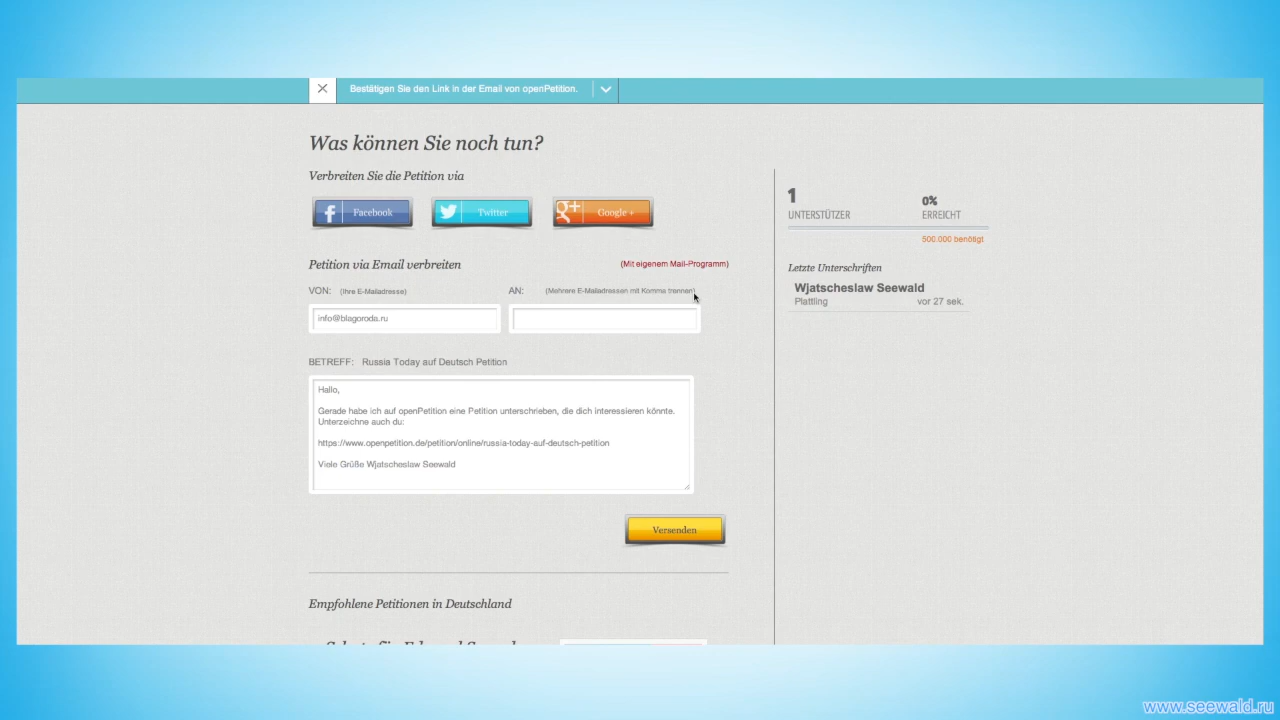 Bestätigen Sie den Link in der Email von openPetition.
Was können Sie noch tun?
Verbreiten Sie die Petition via
Facebook
Twitter
Google +
Petition via Email verbreiten
(Mit eigenem Mail-Programm)
VON: (Ihre E-Mailadresse)
AN: (Mehrere E-Mailadressen mit Komma trennen)
info@blagoroda.ru
BETREFF: Russia Today auf Deutsch Petition
Hallo,
Gerade habe ich auf openPetition eine Petition unterschrieben, die dich interessieren könnte.
Unterzeichne auch du:
https://www.openpetition.de/petition/online/russia-today-auf-deutsch-petition
Viele Grüße Wjatscheslaw Seewald
Versenden
Empfohlene Petitionen in Deutschland
1
UNTERSTÜTZER
0%
ERREICHT
500.000 benötigt
Letzte Unterschriften
Wjatscheslaw Seewald
Plattling
vor 27 sek.
www.seewald.ru